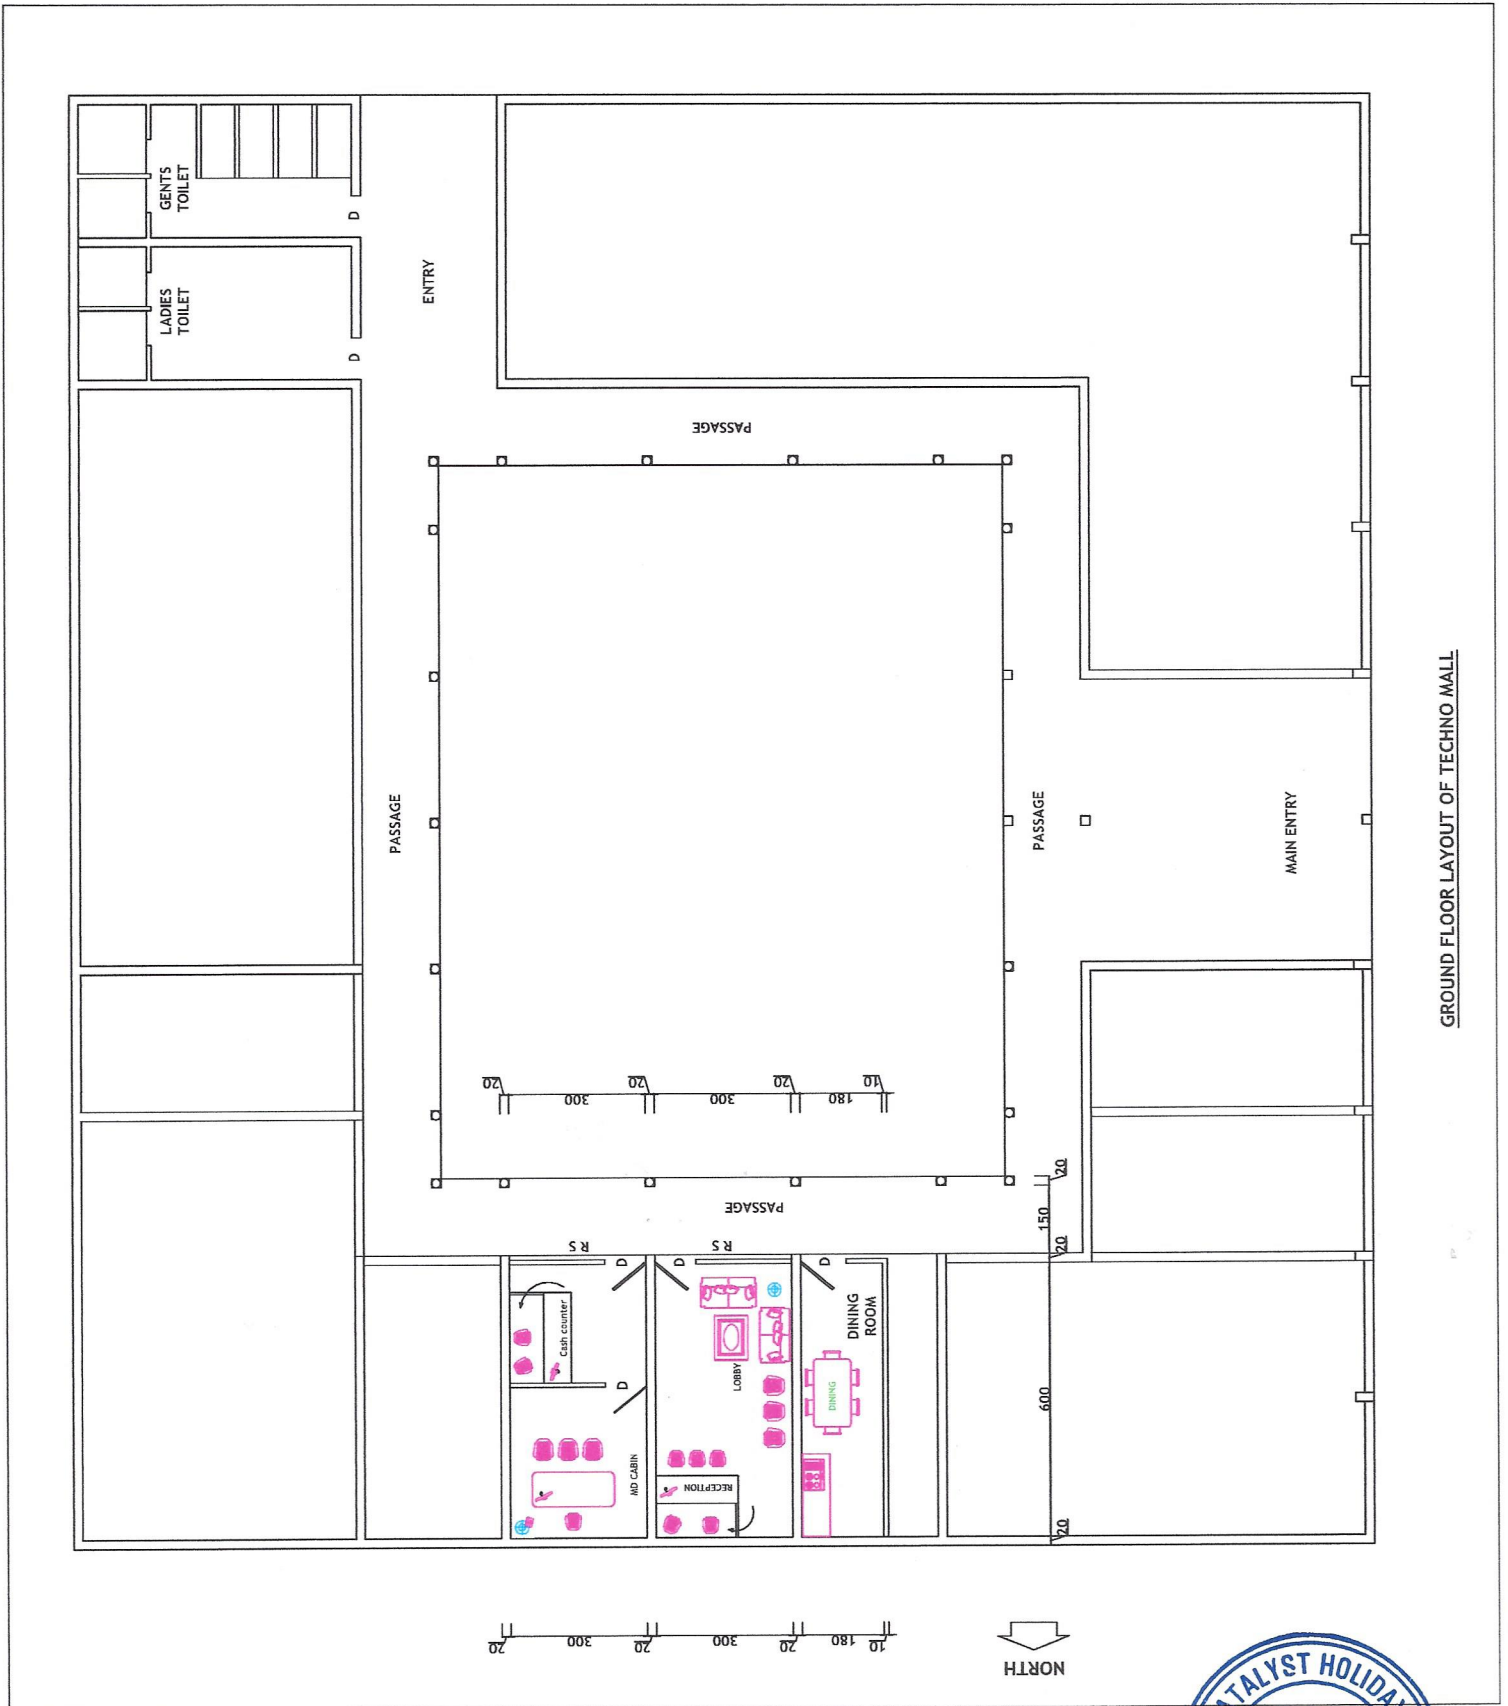 GENTS
TOILET
D
LADIES
TOILET
D
ENTRY
PASSAGE
PASSAGE
PASSAGE
MAIN ENTRY
GROUND FLOOR LAYOUT OF TECHNO MALL
20
300
20
300
20
180
10
PASSAGE
20
150
20
600
20
R S
R S
D
D
D
Cash counter
D
MD CABIN
LOBBY
RECEPTION
DINING
ROOM
DINING
20
300
20
300
20
180
10
NORTH
CATALYST HOLIDA